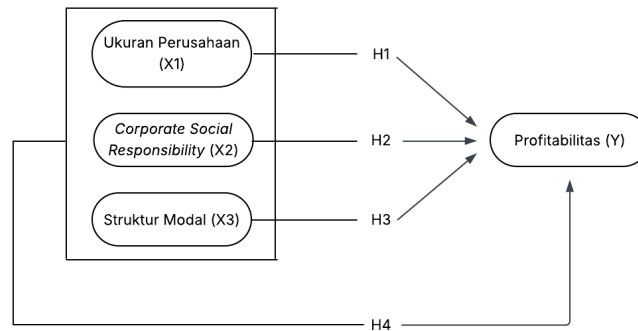 Ukuran Perusahaan
(X1)
H1
Corporate Social
Responsibility (X2)
H2
Profitabilitas (Y)
Struktur Modal (X3)
H3
H4